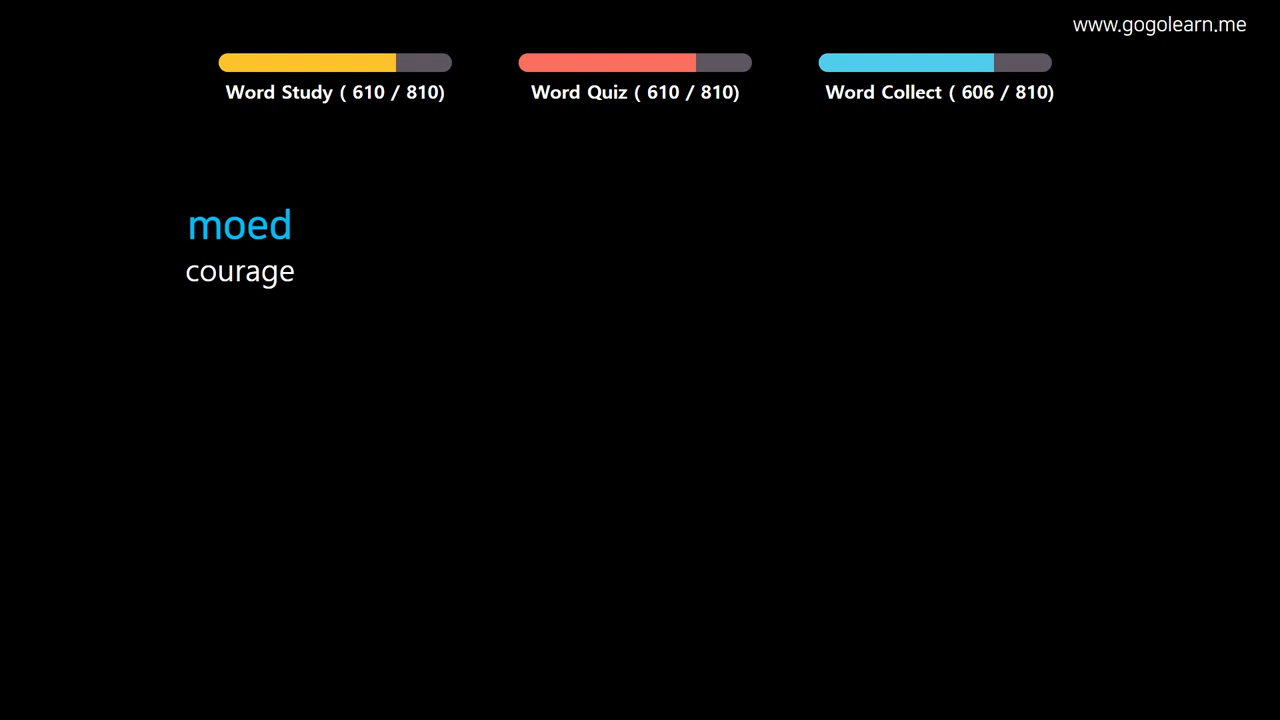 www.gogolearn.me
Word Study ( 610 / 810)
Word Quiz ( 610 / 810)
Word Collect ( 606 / 810)
moed
courage